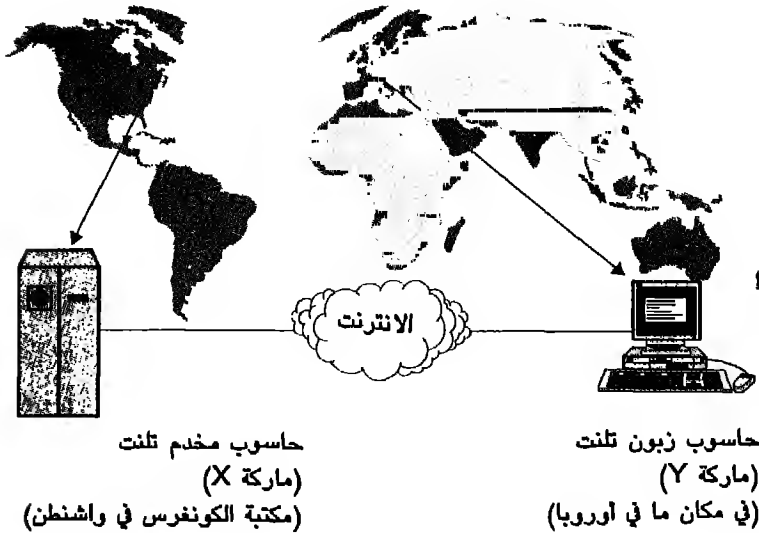 الانترنت
حاسوب زبون تلنت
(ماركة Y)
(في مكان ما في أوروبا)
حاسوب مخدم تلنت
(ماركة X)
(مكتبة الكونغرس في واشنطن)